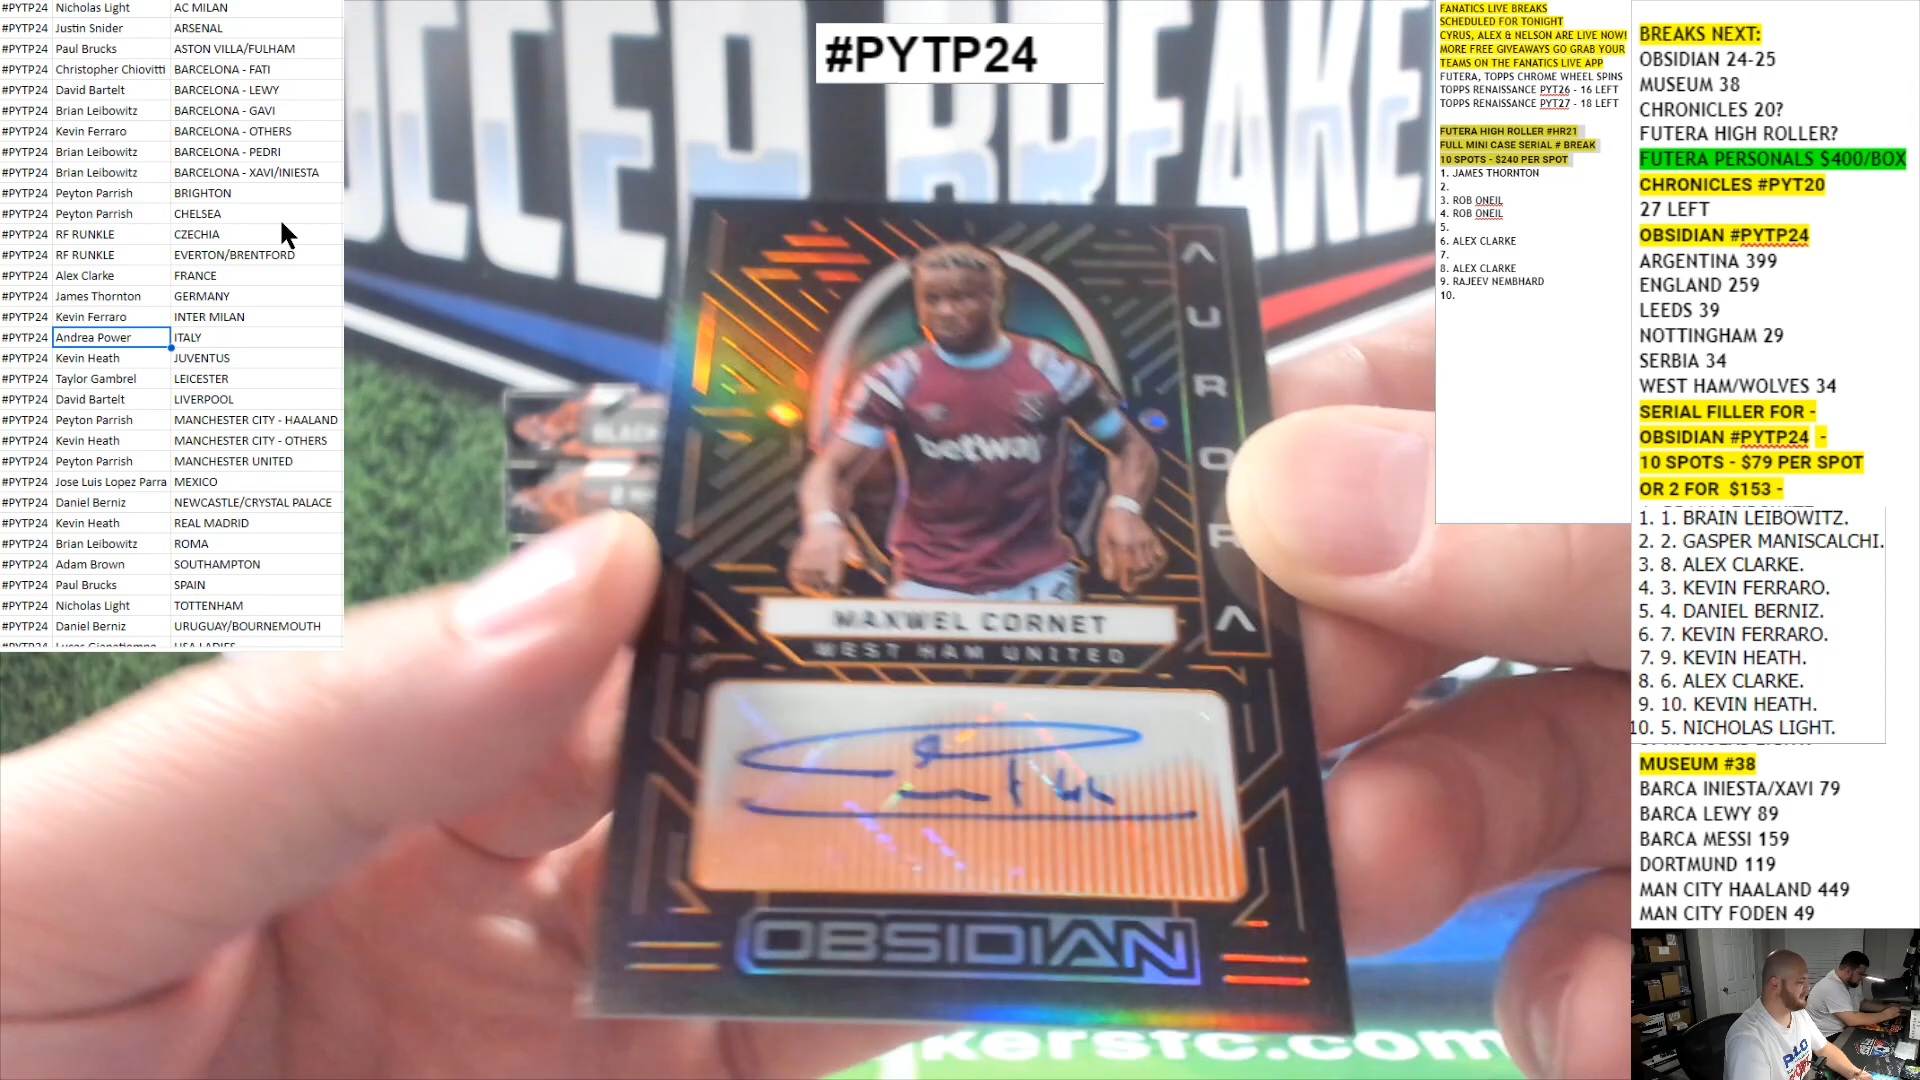 #PYTP24 Nicholas Light AC MILAN
#PYTP24 Justin Snider ARSENAL
#PYTP24 Paul Brucks ASTON VILLA/FULHAM
#PYTP24 Christopher Chiovitti BARCELONA - FATI
#PYTP24 David Bartelt BARCELONA - LEWY
#PYTP24 Brian Leibowitz BARCELONA - GAVI
#PYTP24 Kevin Ferraro BARCELONA - OTHERS
#PYTP24 Brian Leibowitz BARCELONA - PEDRI
#PYTP24 Brian Leibowitz BARCELONA - XAVI/INIESTA
#PYTP24 Peyton Parrish BRIGHTON
#PYTP24 Peyton Parrish CHELSEA
#PYTP24 RF RUNKLE CZECHIA
#PYTP24 RF RUNKLE EVERTON/BRENTFORD
#PYTP24 Alex Clarke FRANCE
#PYTP24 James Thornton GERMANY
#PYTP24 Kevin Ferraro INTER MILAN
#PYTP24 Andrea Power ITALY
#PYTP24 Kevin Heath JUVENTUS
#PYTP24 Taylor Gambrel LEICESTER
#PYTP24 David Bartelt LIVERPOOL
#PYTP24 Peyton Parrish MANCHESTER CITY - HAALAND
#PYTP24 Kevin Heath MANCHESTER CITY - OTHERS
#PYTP24 Peyton Parrish MANCHESTER UNITED
#PYTP24 Jose Luis Lopez Parra MEXICO
#PYTP24 Daniel Berniz NEWCASTLE/CRYSTAL PALACE
#PYTP24 Kevin Heath REAL MADRID
#PYTP24 Brian Leibowitz ROMA
#PYTP24 Adam Brown SOUTHAMPTON
#PYTP24 Paul Brucks SPAIN
#PYTP24 Nicholas Light TOTTENHAM
#PYTP24 Daniel Berniz URUGUAY/BOURNEMOUTH
#PYTP24
SOCCER BREAKER
AURORA
betway
MAXWEL CORNET
WEST HAM UNITED
OBSIDIAN
kersfc.com
FANATICS LIVE BREAKS
SCHEDULED FOR TONIGHT
CYRUS, ALEX & NELSON ARE LIVE NOW!
MORE FREE GIVEAWAYS GO GRAB YOUR
TEAMS ON THE FANATICS LIVE APP
FUTERA, TOPPS CHROME WHEEL SPINS
TOPPS RENAISSANCE PYT26 - 16 LEFT
TOPPS RENAISSANCE PYT27 - 18 LEFT
FUTERA HIGH ROLLER #HR21
FULL MINI CASE SERIAL # BREAK
10 SPOTS - $240 PER SPOT
1. JAMES THORNTON
2.
3. ROB ONEIL
4. ROB ONEIL
5.
6. ALEX CLARKE
7.
8. ALEX CLARKE
9. RAJEEV NEMBHARD
10.
BREAKS NEXT:
OBSIDIAN 24-25
MUSEUM 38
CHRONICLES 20?
FUTERA HIGH ROLLER?
FUTERA PERSONALS $400/BOX
CHRONICLES #PYT20
27 LEFT
OBSIDIAN #PYTP24
ARGENTINA 399
ENGLAND 259
LEEDS 39
NOTTINGHAM 29
SERBIA 34
WEST HAM/WOLVES 34
SERIAL FILLER FOR -
OBSIDIAN #PYTP24 -
10 SPOTS - $79 PER SPOT
OR 2 FOR $153 -
1. 1. BRAIN LEIBOWITZ.
2. 2. GASPER MANISCALCHI.
3. 8. ALEX CLARKE.
4. 3. KEVIN FERRARO.
5. 4. DANIEL BERNIZ.
6. 7. KEVIN FERRARO.
7. 9. KEVIN HEATH.
8. 6. ALEX CLARKE.
9. 10. KEVIN HEATH.
10. 5. NICHOLAS LIGHT.
MUSEUM #38
BARCA INIESTA/XAVI 79
BARCA LEWY 89
BARCA MESSI 159
DORTMUND 119
MAN CITY HAALAND 449
MAN CITY FODEN 49